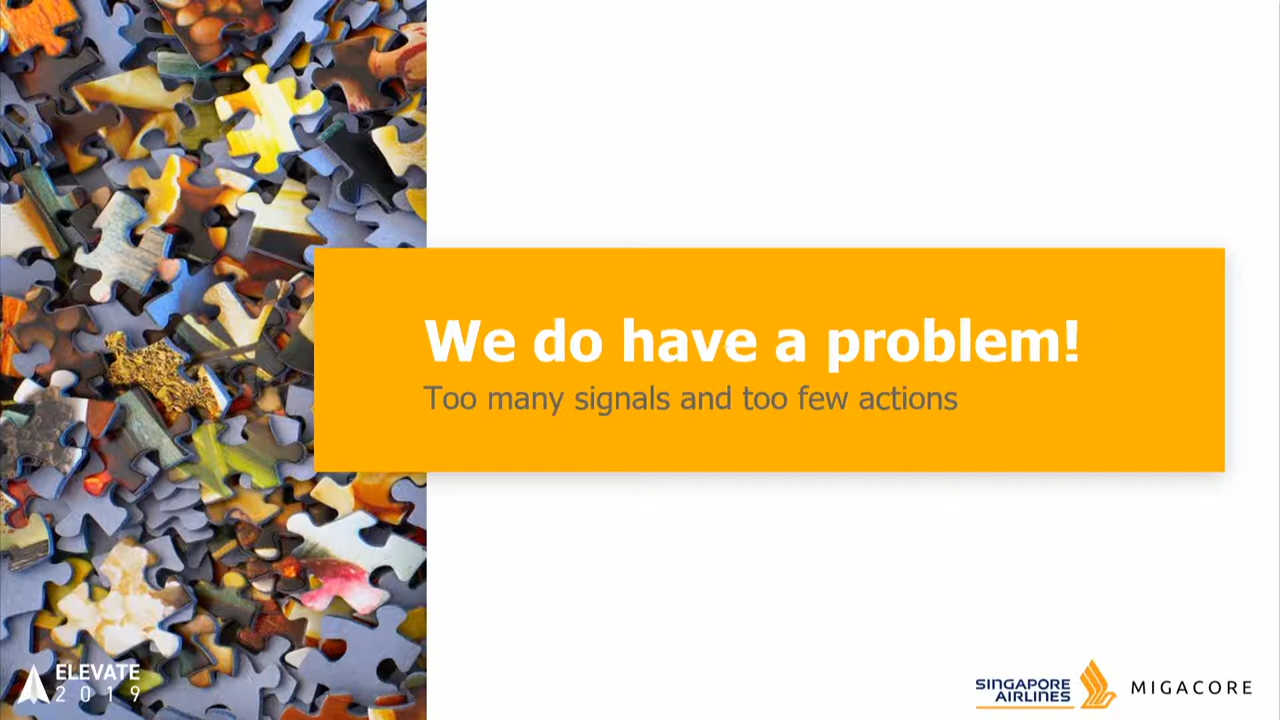 We do have a problem!
Too many signals and too few actions
ELEVATE
2019
SINGAPORE
AIRLINES
MIGACORE